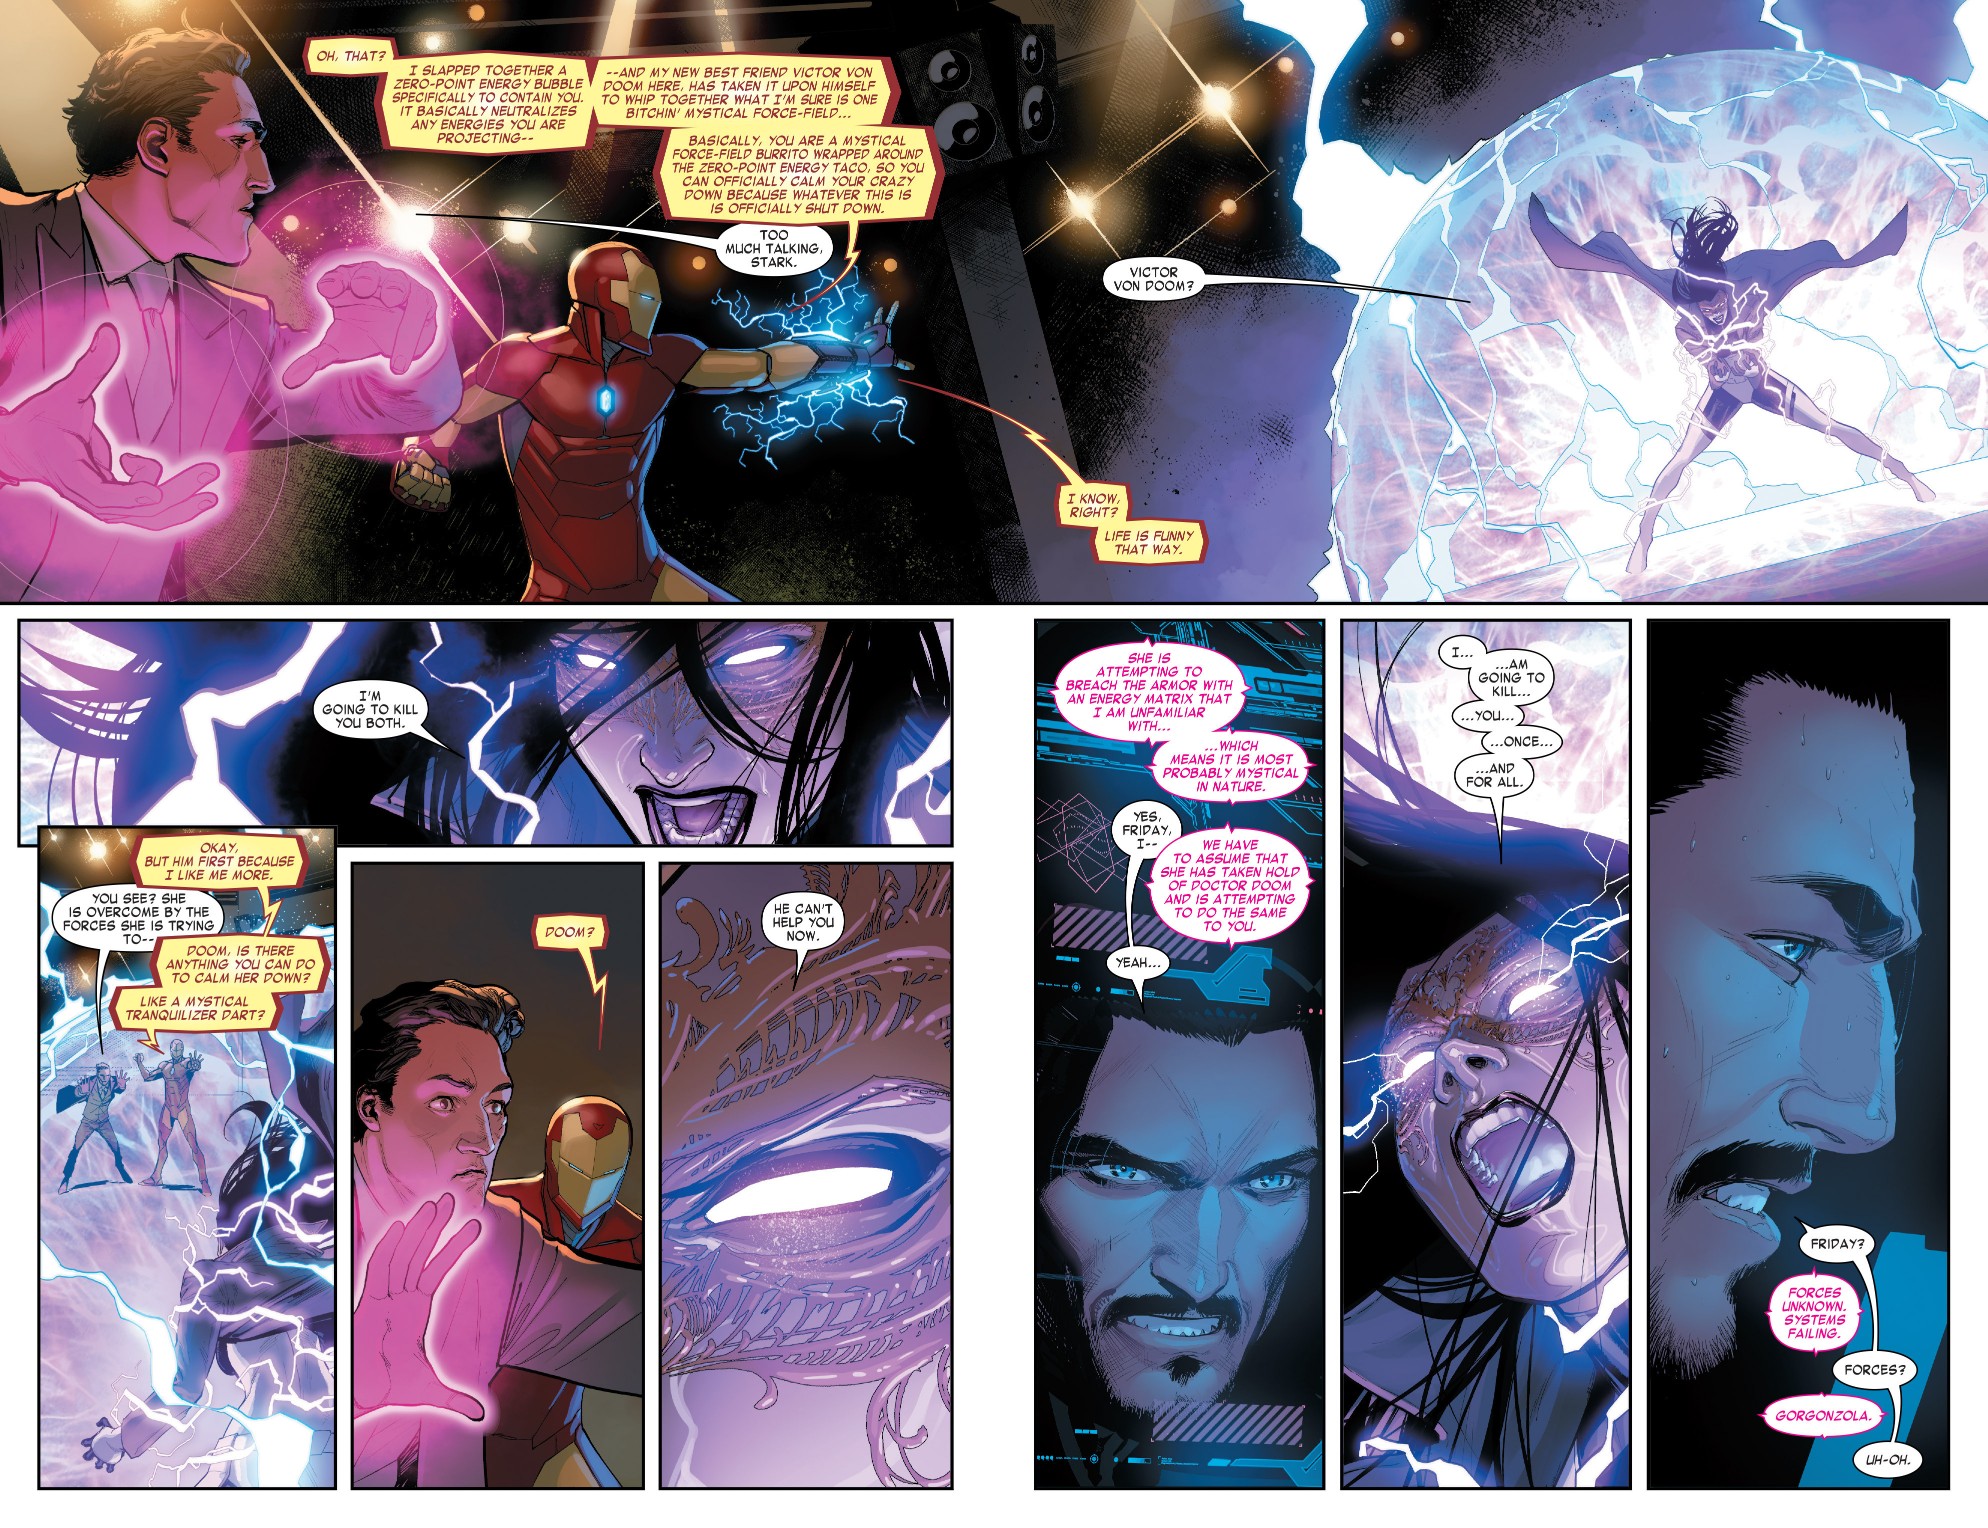 OH, THAT?
I SLAPPED TOGETHER A
ZERO-POINT ENERGY BUBBLE
SPECIFICALLY TO CONTAIN YOU.
IT BASICALLY NEUTRALIZES
ANY ENERGIES YOU ARE
PROJECTING--
--AND MY NEW BEST FRIEND VICTOR VON
DOOM HERE, HAS TAKEN IT UPON HIMSELF
TO WHIP TOGETHER WHAT I'M SURE IS ONE
BITCHIN' MYSTICAL FORCE-FIELD...
BASICALLY, YOU ARE A MYSTICAL
FORCE-FIELD BURRITO WRAPPED AROUND
THE ZERO-POINT ENERGY TACO, SO YOU
CAN OFFICIALLY CALM YOUR CRAZY
DOWN BECAUSE WHATEVER THIS IS
IS OFFICIALLY SHUT DOWN.
TOO
MUCH TALKING,
STARK.
VICTOR
VON DOOM?
I KNOW,
RIGHT?
LIFE IS FUNNY
THAT WAY.
I'M
GOING TO KILL
YOU BOTH.
OKAY,
BUT HIM FIRST BECAUSE
I LIKE ME MORE.
YOU SEE? SHE
IS OVERCOME BY THE
FORCES SHE IS TRYING
TO--
DOOM, IS THERE
ANYTHING YOU CAN DO
TO CALM HER DOWN?
LIKE A MYSTICAL
TRANQUILIZER DART?
DOOM?
HE CAN'T
HELP YOU
NOW.
SHE IS
ATTEMPTING TO
BREACH THE ARMOR WITH
AN ENERGY MATRIX THAT
I AM UNFAMILIAR
WITH...
...WHICH
MEANS IT IS MOST
PROBABLY MYSTICAL
IN NATURE.
YES,
FRIDAY,
I--
WE HAVE
TO ASSUME THAT
SHE HAS TAKEN HOLD
OF DOCTOR DOOM
AND IS ATTEMPTING
TO DO THE SAME
TO YOU.
YEAH...
I...
...AM
GOING TO
KILL...
...YOU...
...ONCE...
...AND
FOR ALL.
FRIDAY?
FORCES
UNKNOWN.
SYSTEMS
FAILING.
FORCES?
GORGONZOLA.
UH-OH.